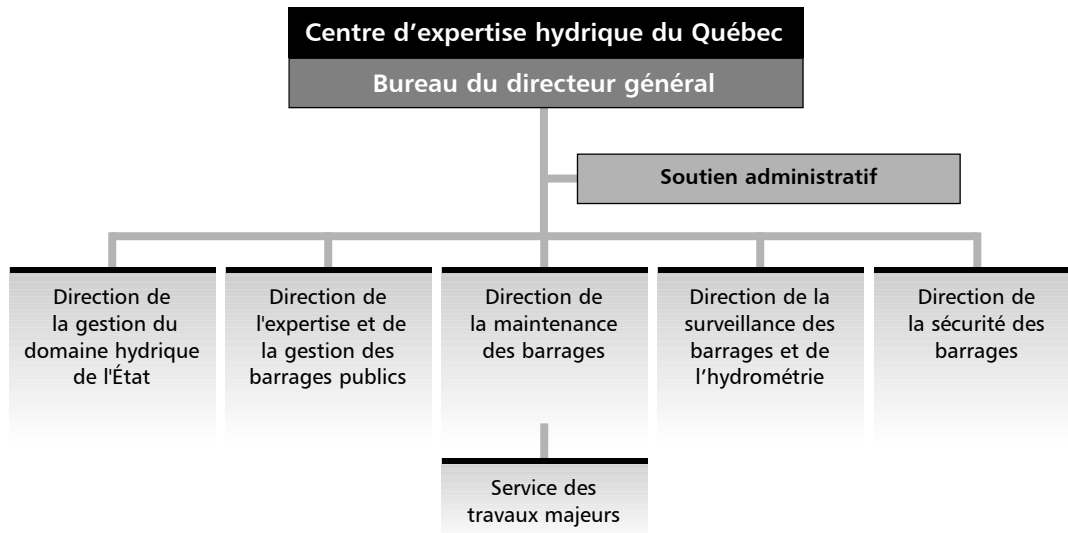 Centre d’expertise hydrique du Québec
Bureau du directeur général
Soutien administratif
Direction de
la gestion du
domaine hydrique
de l'État
Direction de
l'expertise et de
la gestion des
barrages publics
Direction de
la maintenance
des barrages
Direction de la
surveillance des
barrages et de
l’hydrométrie
Direction de
la sécurité des
barrages
Service des
travaux majeurs